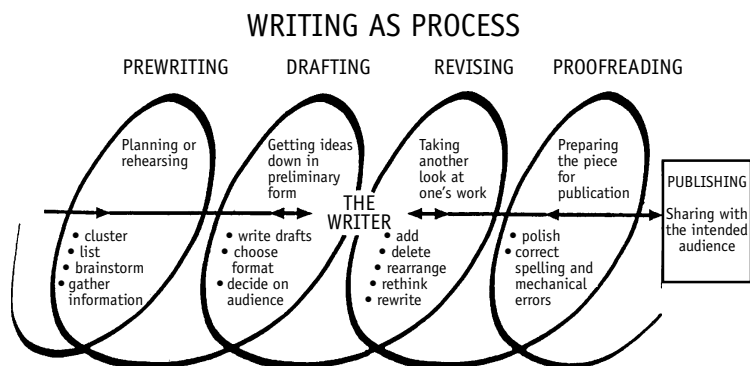 WRITING AS PROCESS
PREWRITING
DRAFTING
REVISING
PROOFREADING
Planning or
rehearsing
Getting ideas
down in
preliminary
form
Taking
another
look at
one's work
Preparing
the piece
for
publication
THE
WRITER
• cluster
• list
• brainstorm
• gather
information
• write drafts
• choose
format
• decide on
audience
• add
• delete
• rearrange
• rethink
• rewrite
• polish
• correct
spelling and
mechanical
errors
PUBLISHING
Sharing with
the intended
audience